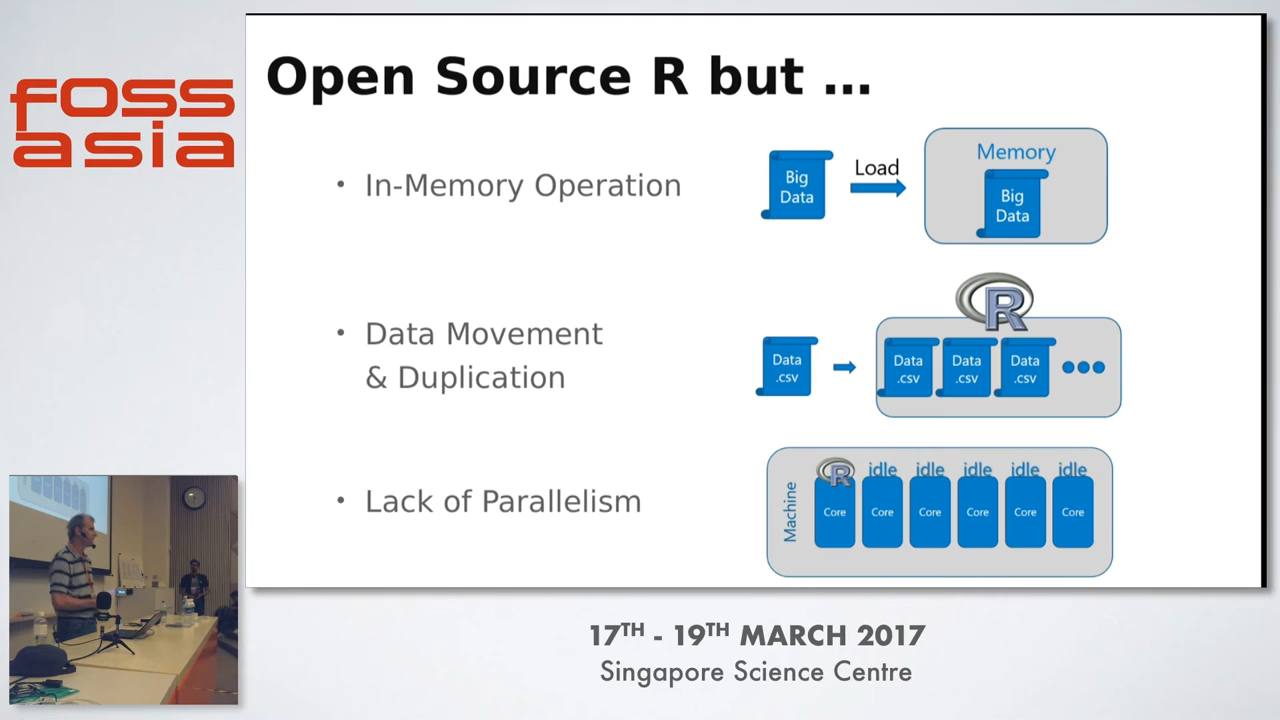 foss
asia
Open Source R but ...
• In-Memory Operation
Big
Data
Load
Memory
Big
Data
• Data Movement
& Duplication
Data
.csv
R
Data
.csv
Data
.csv
Data
.csv
• Lack of Parallelism
Machine
R
idle
idle
idle
idle
idle
Core
Core
Core
Core
Core
Core
17TH - 19TH MARCH 2017
Singapore Science Centre